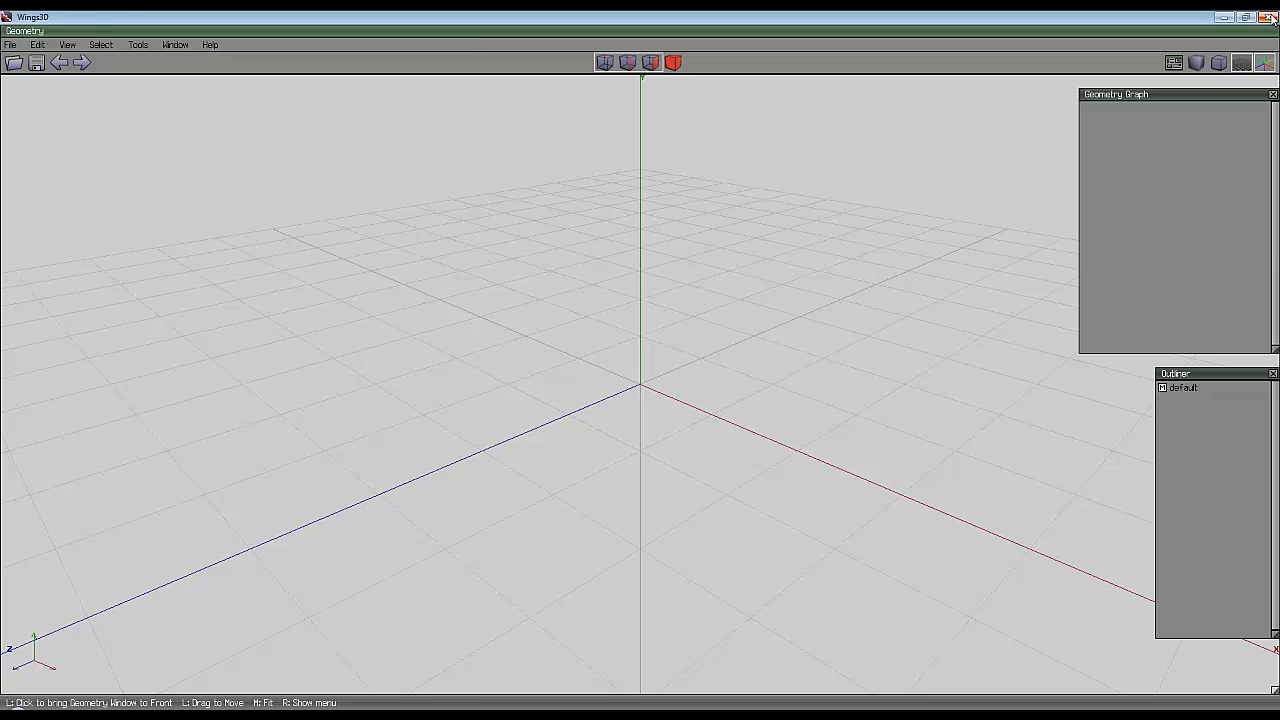 Wings3D
Geometry
File Edit View Select Tools Window Help
Y
Geometry Graph
Outliner
M default
Z
X
L: Click to bring Geometry Window to Front L: Drag to Move M: Fit R: Show menu